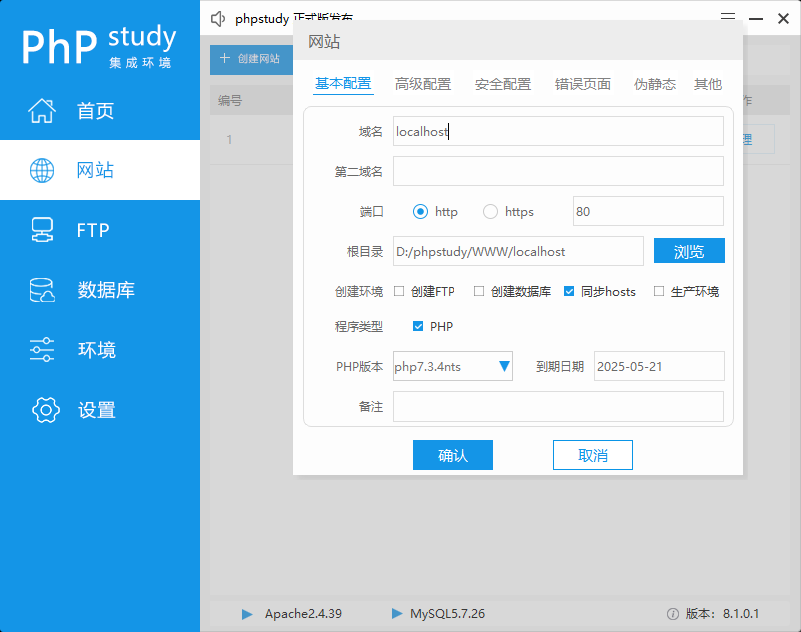 PhP study
集成环境
首页
网站
FTP
数据库
环境
设置
phpstudy 正式版发布
创建网站
编号
作
1
理
网站
基本配置 高级配置 安全配置 错误页面 伪静态 其他
域名 localhost
第二域名
端口 http https 80
根目录 D:/phpstudy/WWW/localhost 浏览
创建环境 创建FTP 创建数据库 同步hosts 生产环境
程序类型 PHP
PHP版本 php7.3.4nts 到期日期 2025-05-21
备注
确认 取消
Apache2.4.39 MySQL5.7.26 版本：8.1.0.1